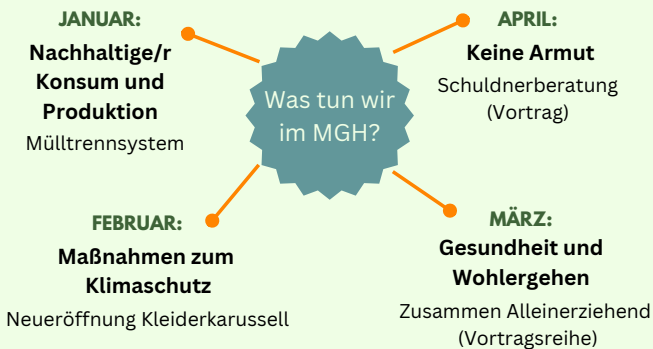 JANUAR:
Nachhaltige/r
Konsum und
Produktion
Mülltrennsystem
Was tun wir
im MGH?
APRIL:
Keine Armut
Schuldnerberatung
(Vortrag)
FEBRUAR:
Maßnahmen zum
Klimaschutz
Neueröffnung Kleiderkarussell
MÄRZ:
Gesundheit und
Wohlergehen
Zusammen Alleinerziehend
(Vortragsreihe)